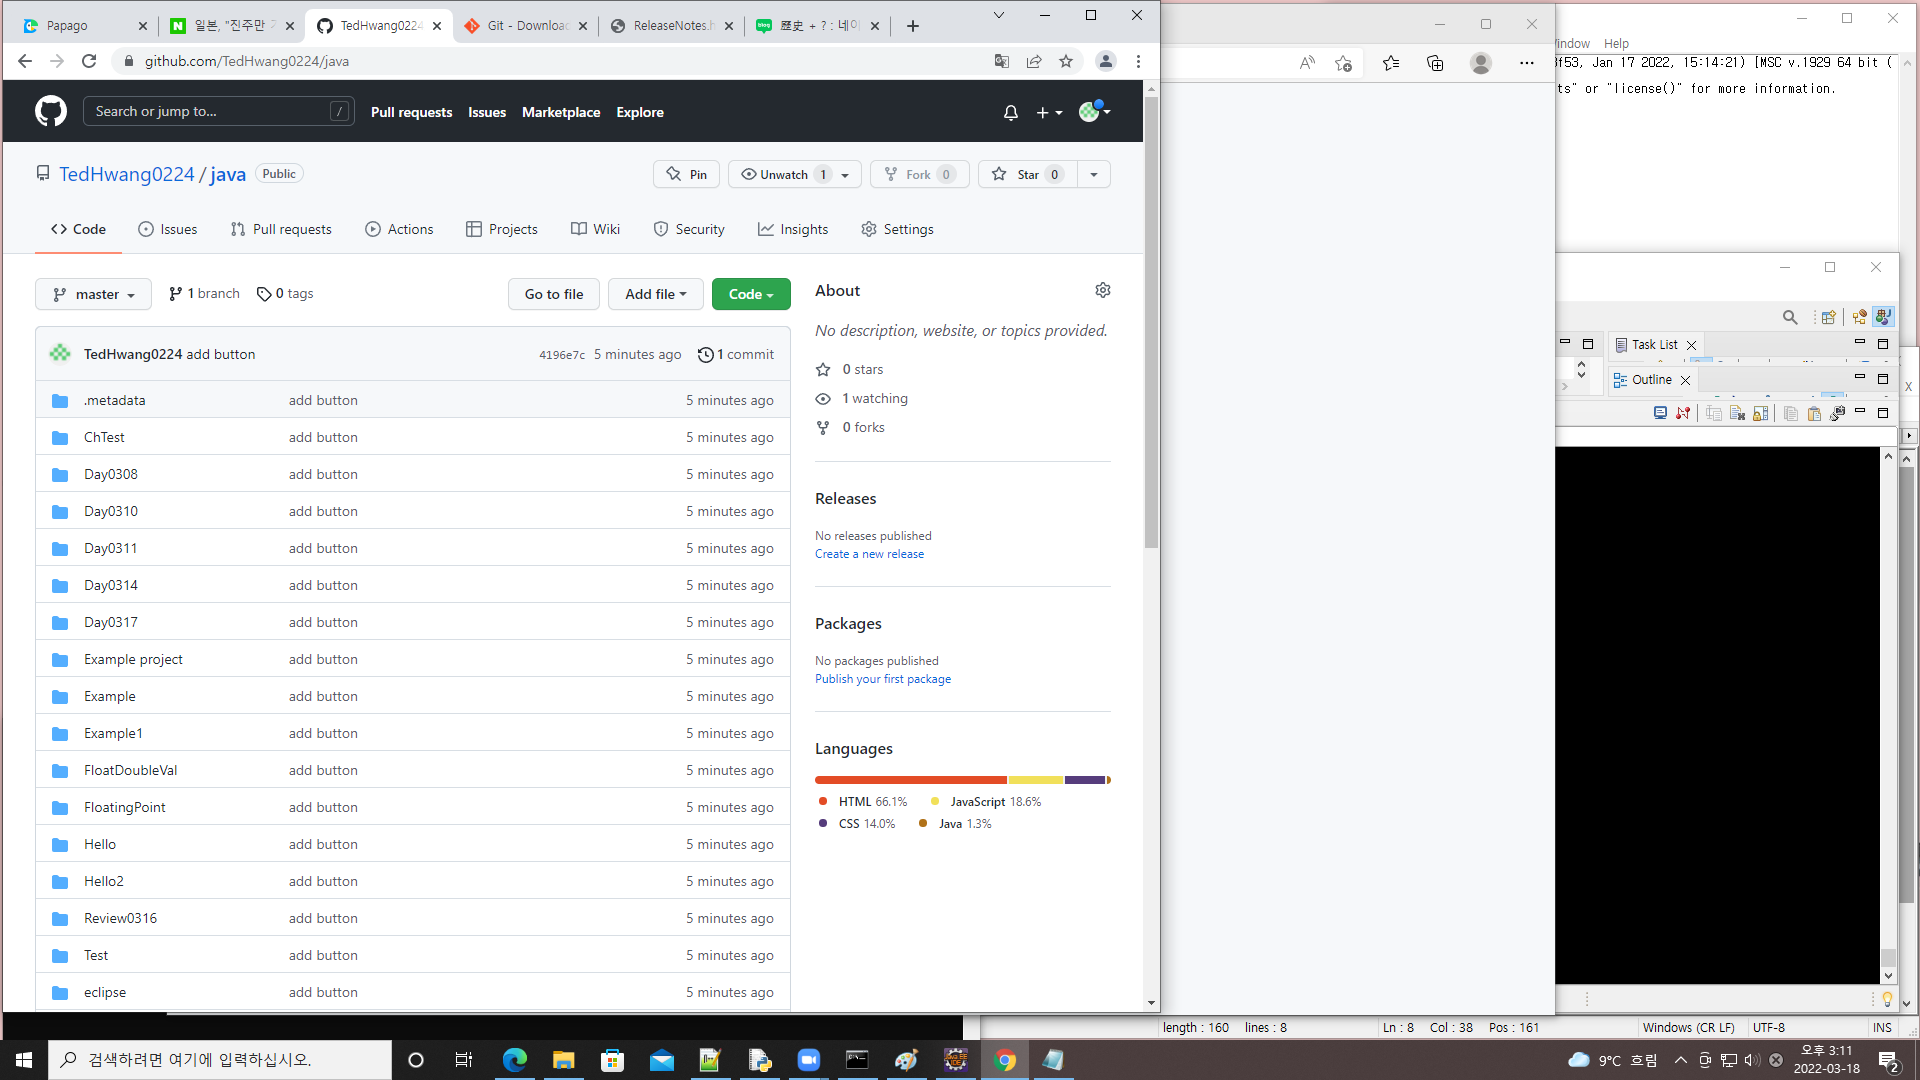 Papago
일본, "진주만
TedHwang0224
Git - Downloa
ReleaseNotes.h
歷史 + ? : 네이
github.com/TedHwang0224/java
Search or jump to... /
Pull requests Issues Marketplace Explore
TedHwang0224 / java Public
Pin
Unwatch 1
Fork 0
Star 0
Code
Issues
Pull requests
Actions
Projects
Wiki
Security
Insights
Settings
master
1 branch
0 tags
Go to file
Add file
Code
TedHwang0224 add button 4196e7c 5 minutes ago 1 commit
.metadata add button 5 minutes ago
ChTest add button 5 minutes ago
Day0308 add button 5 minutes ago
Day0310 add button 5 minutes ago
Day0311 add button 5 minutes ago
Day0314 add button 5 minutes ago
Day0317 add button 5 minutes ago
Example project add button 5 minutes ago
Example add button 5 minutes ago
Example1 add button 5 minutes ago
FloatDoubleVal add button 5 minutes ago
FloatingPoint add button 5 minutes ago
Hello add button 5 minutes ago
Hello2 add button 5 minutes ago
Review0316 add button 5 minutes ago
Test add button 5 minutes ago
eclipse add button 5 minutes ago
About
No description, website, or topics provided.
0 stars
1 watching
0 forks
Releases
No releases published
Create a new release
Packages
No packages published
Publish your first package
Languages
HTML 66.1% JavaScript 18.6%
CSS 14.0% Java 1.3%
indow Help
f53, Jan 17 2022, 15:14:21) [MSC v.1929 64 bit (
ts" or "license()" for more information.
Task List
Outline
length : 160 lines : 8 Ln : 8 Col : 38 Pos : 161 Windows (CR LF) UTF-8 INS
검색하려면 여기에 입력하십시오.
9°C 흐림
오후 3:11
2022-03-18
2